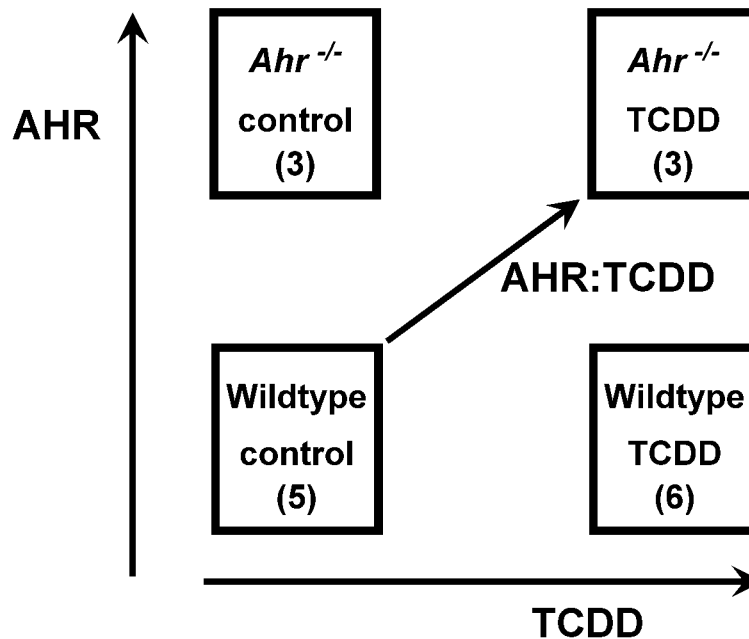 Ahr -/-
control
(3)
Ahr -/-
TCDD
(3)
AHR
AHR:TCDD
Wildtype
control
(5)
Wildtype
TCDD
(6)
TCDD